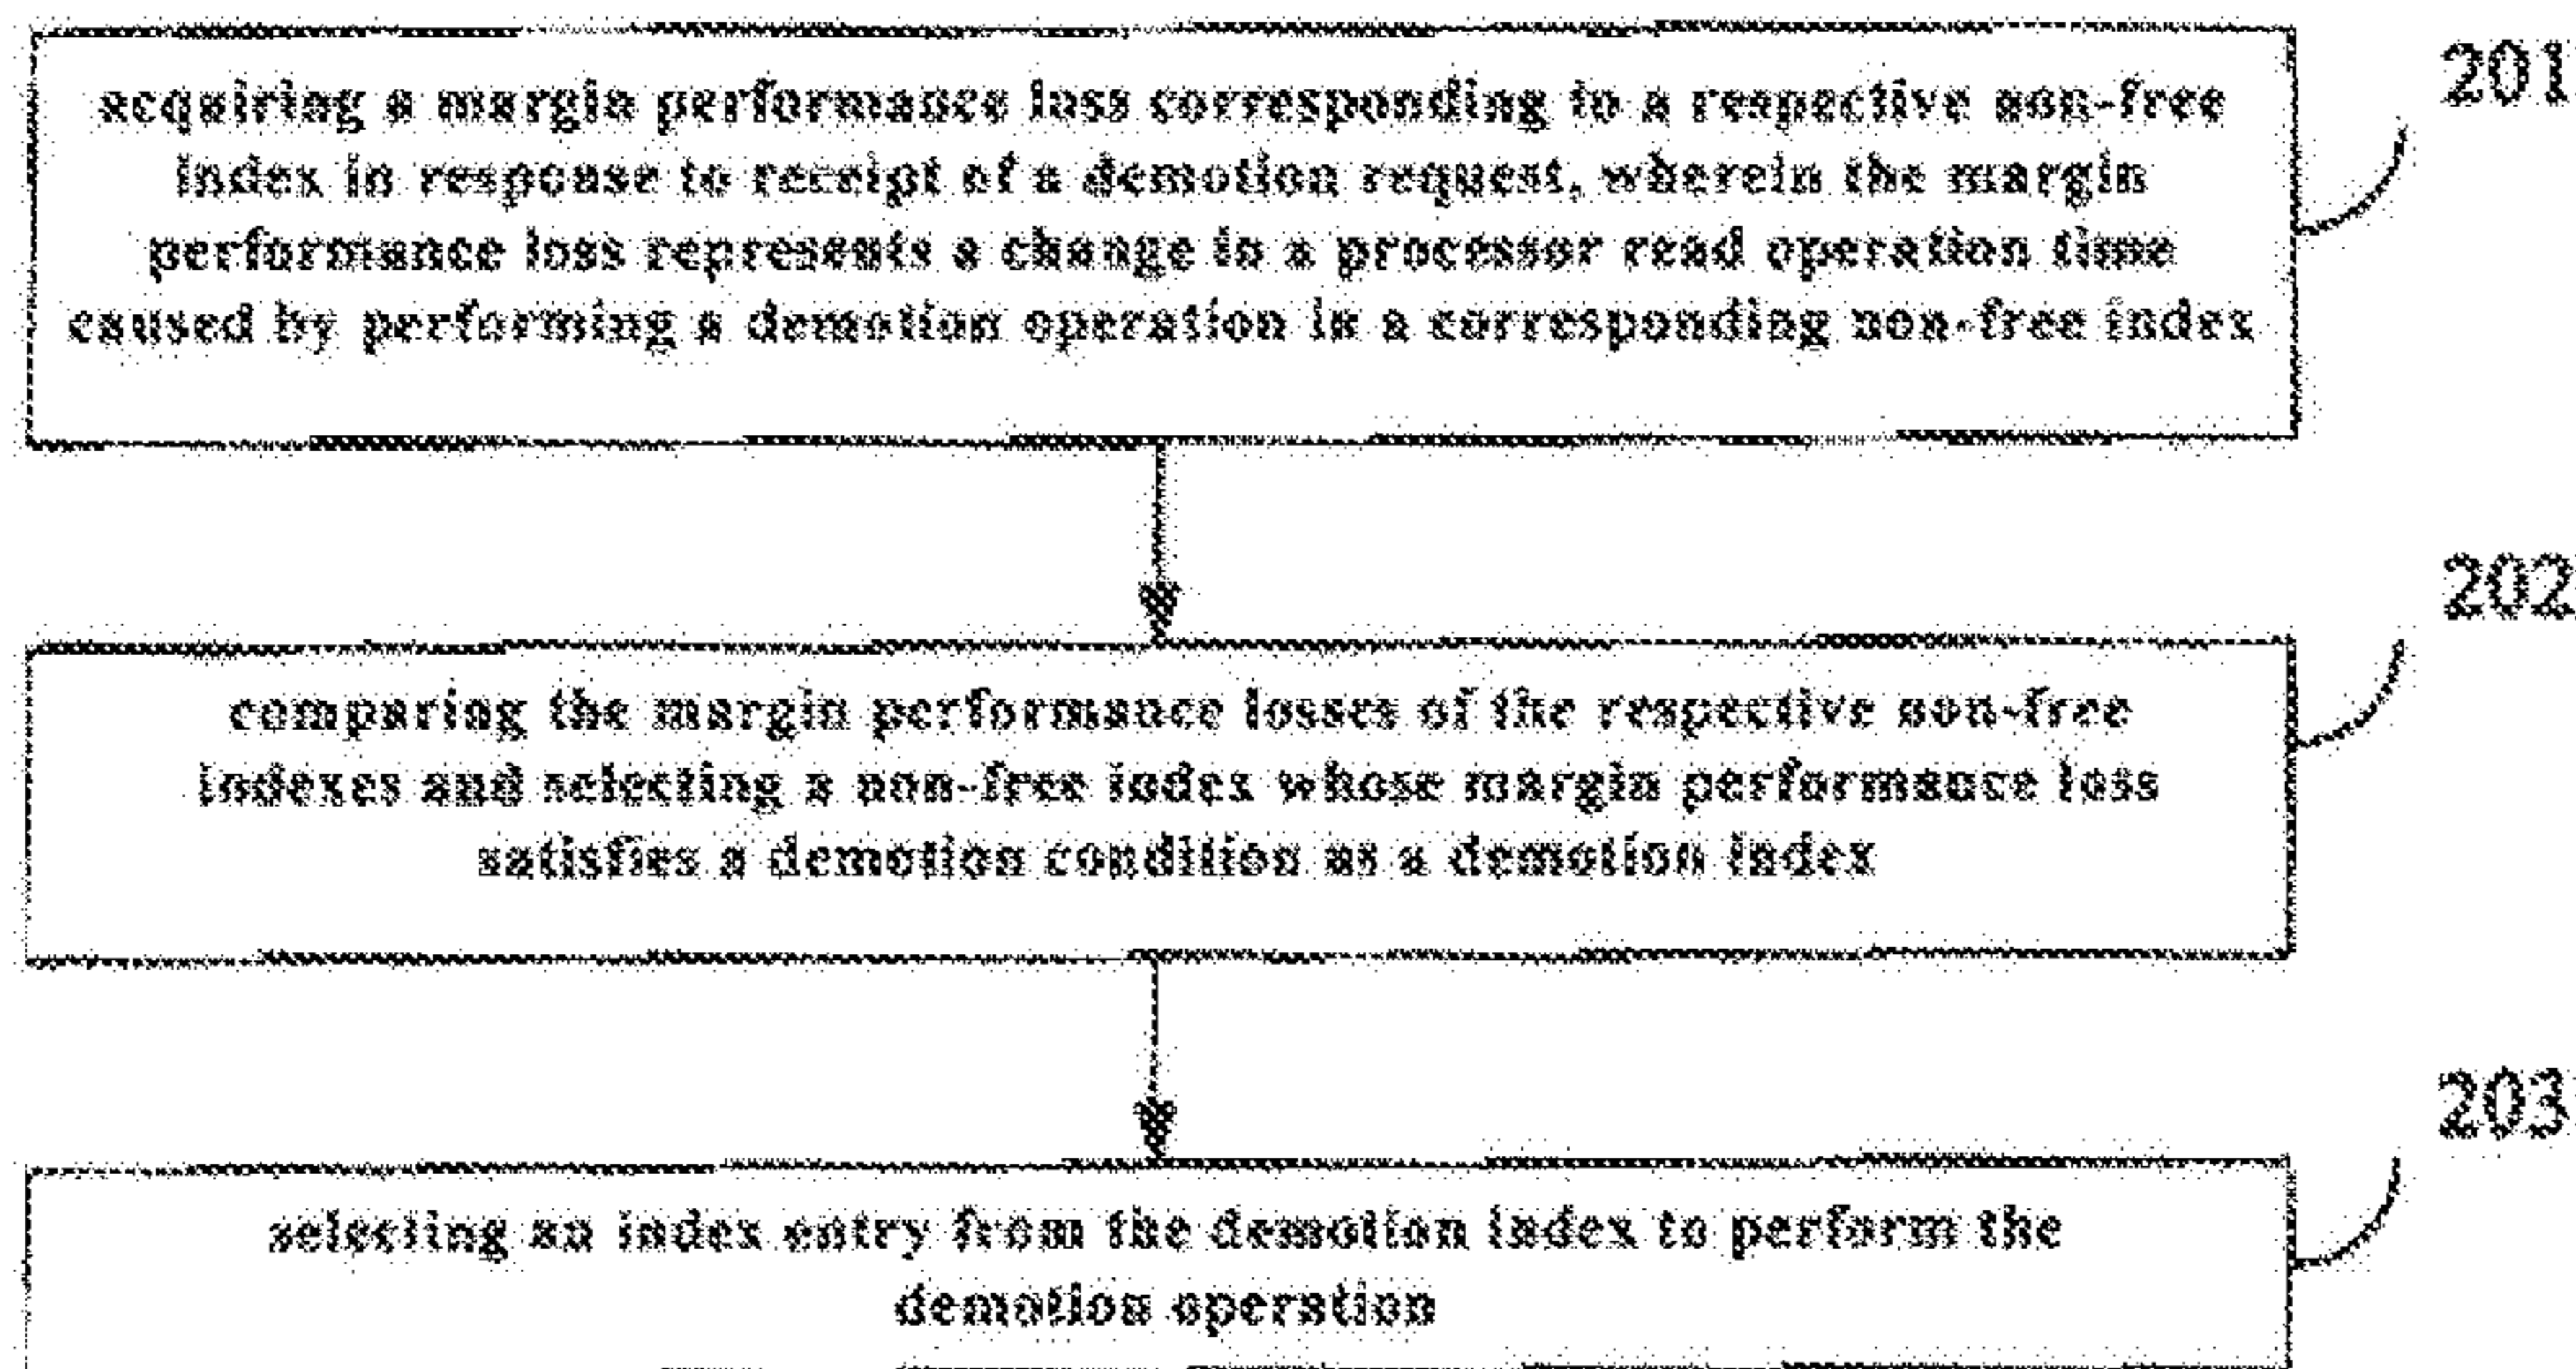 201
acquiring a margin performance loss corresponding to a respective non-free
index in response to receipt of a demotion request, wherein the margin
performance loss represents a change in a processor read operation time
caused by performing a demotion operation in a corresponding non-free index
202
comparing the margin performance losses of the respective non-free
indexes and selecting a non-free index whose margin performance loss
satisfies a demotion condition as a demotion index
203
selecting an index entry from the demotion index to perform the
demotion operation